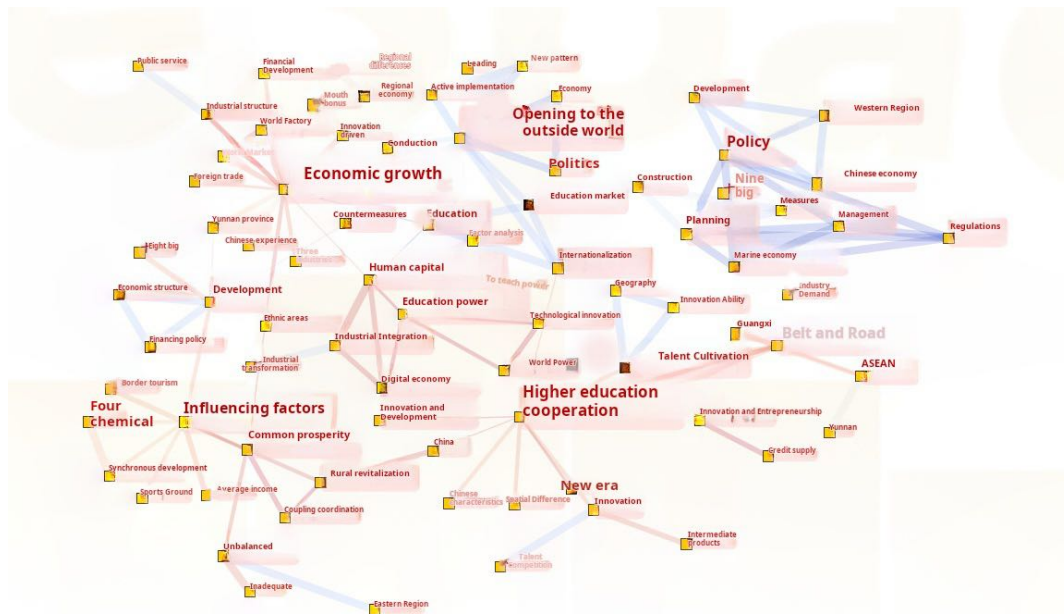 Public service
Financial
Development
Regional
differences
Leading
New pattern
Mouth
bonus
Regional
economy
Active implementation
Economy
Development
Western Region
Industrial structure
World Factory
Innovation
driven
Conduction
Opening to the
outside world
Politics
Policy
Foreign trade
Economic growth
Education market
Construction
Nine
big
Chinese economy
Measures
Yunnan province
Countermeasures
Education
Factor analysis
Planning
Management
Regulations
Eight big
Chinese experience
Three
Internationalization
Marine economy
Economic structure
Development
Human capital
To teach power
Geography
Industry
Demand
Education power
Innovation Ability
Ethnic areas
Technological innovation
Guangxi
Belt and Road
Financing policy
Industrial Integration
Industrial
transformation
World Power
Talent Cultivation
ASEAN
Border tourism
Digital economy
Four
chemical
Influencing factors
Innovation and
Development
Higher education
cooperation
Innovation and Entrepreneurship
Yunnan
Common prosperity
China
Credit supply
Synchronous development
Rural revitalization
Sports Ground
Average income
New era
Chinese
characteristics
Spatial Difference
Innovation
Coupling coordination
Unbalanced
Intermediate
products
Talent
competition
Inadequate
Eastern Region